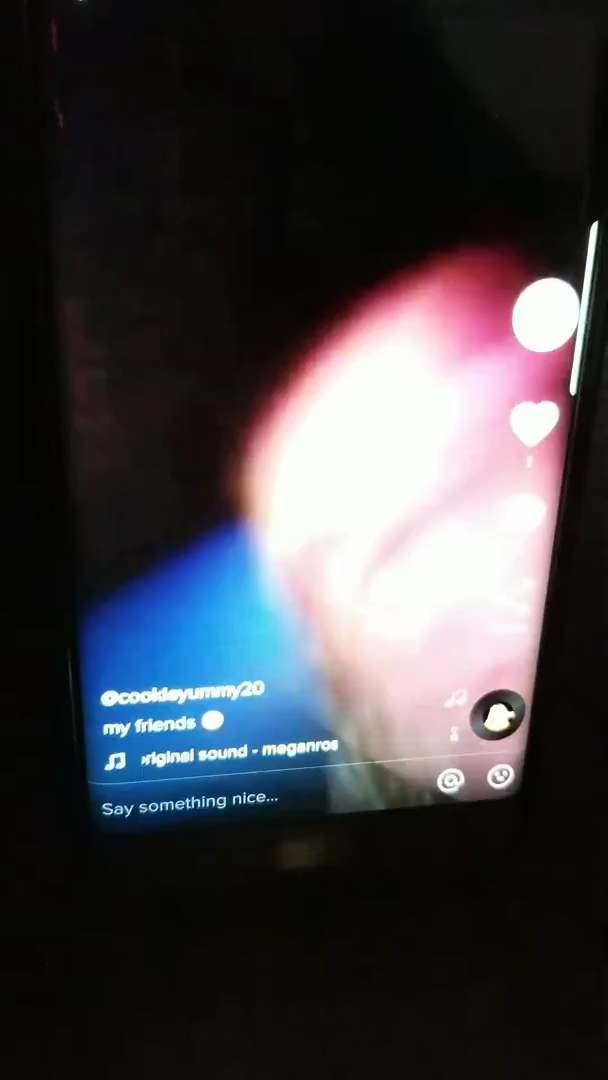 @cookieyummy20
my friends
riginal sound - meganros
Say something nice...